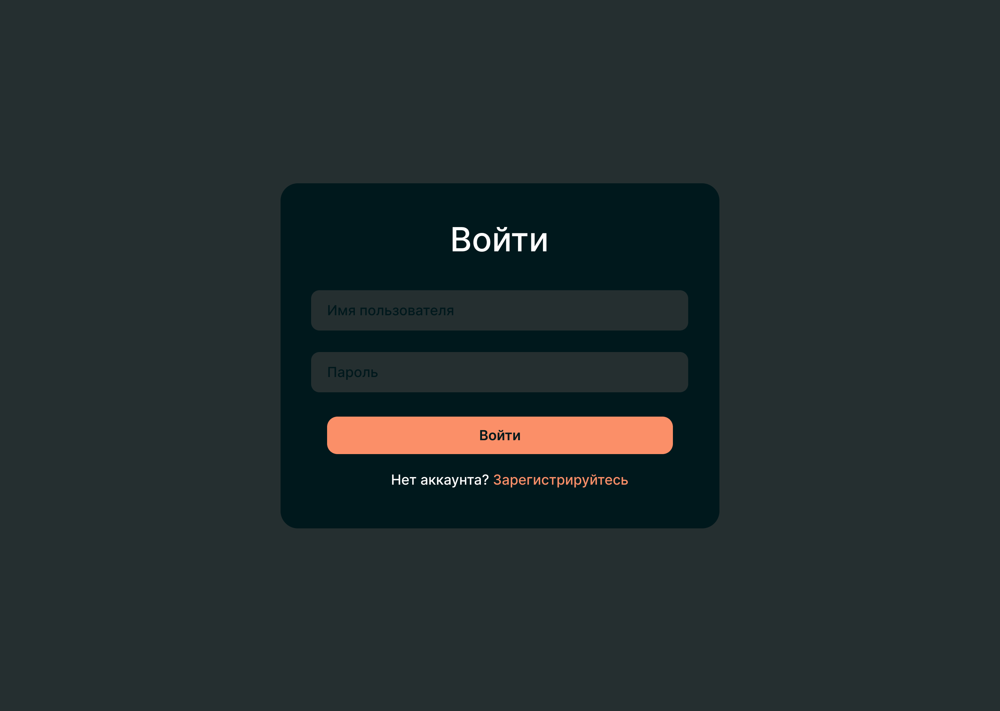 Войти
Имя пользователя
Пароль
Войти
Нет аккаунта? Зарегистрируйтесь